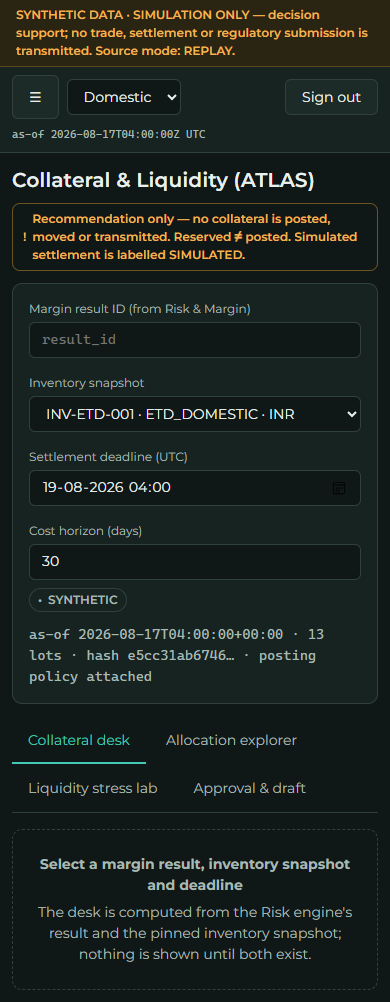 SYNTHETIC DATA · SIMULATION ONLY — decision
support; no trade, settlement or regulatory submission is
transmitted. Source mode: REPLAY.
☰ Domestic Sign out
as-of 2026-08-17T04:00:00Z UTC
Collateral & Liquidity (ATLAS)
Recommendation only — no collateral is posted,
! moved or transmitted. Reserved ≠ posted. Simulated
settlement is labelled SIMULATED.
Margin result ID (from Risk & Margin)
result_id
Inventory snapshot
INV-ETD-001 · ETD_DOMESTIC · INR
Settlement deadline (UTC)
19-08-2026 04:00
Cost horizon (days)
30
• SYNTHETIC
as-of 2026-08-17T04:00:00+00:00 · 13
lots · hash e5cc31ab6746… · posting
policy attached
Collateral desk Allocation explorer
Liquidity stress lab Approval & draft
Select a margin result, inventory snapshot
and deadline
The desk is computed from the Risk engine's
result and the pinned inventory snapshot;
nothing is shown until both exist.